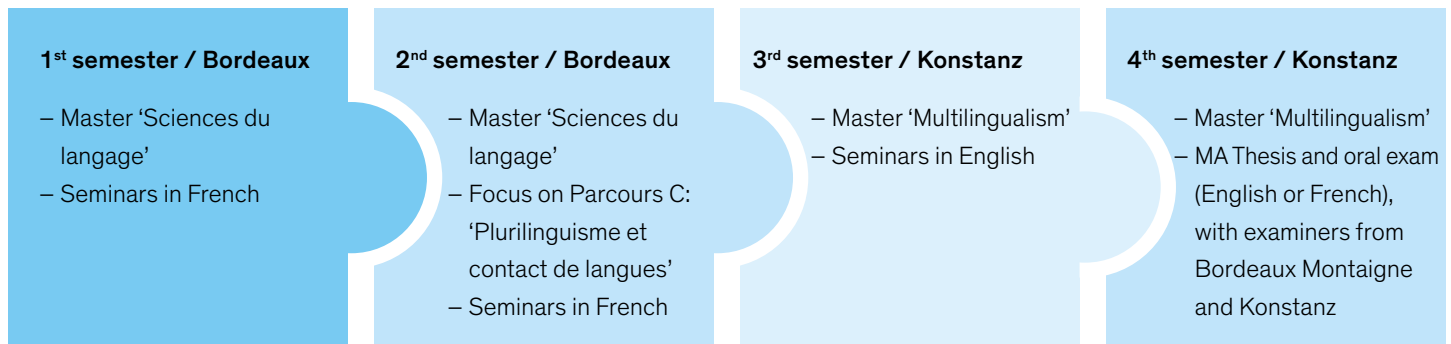 1st semester / Bordeaux
– Master ‘Sciences du
langage’
– Seminars in French
2nd semester / Bordeaux
– Master ‘Sciences du
langage’
– Focus on Parcours C:
‘Plurilinguisme et
contact de langues’
– Seminars in French
3rd semester / Konstanz
– Master ‘Multilingualism’
– Seminars in English
4th semester / Konstanz
– Master ‘Multilingualism’
– MA Thesis and oral exam
(English or French),
with examiners from
Bordeaux Montaigne
and Konstanz